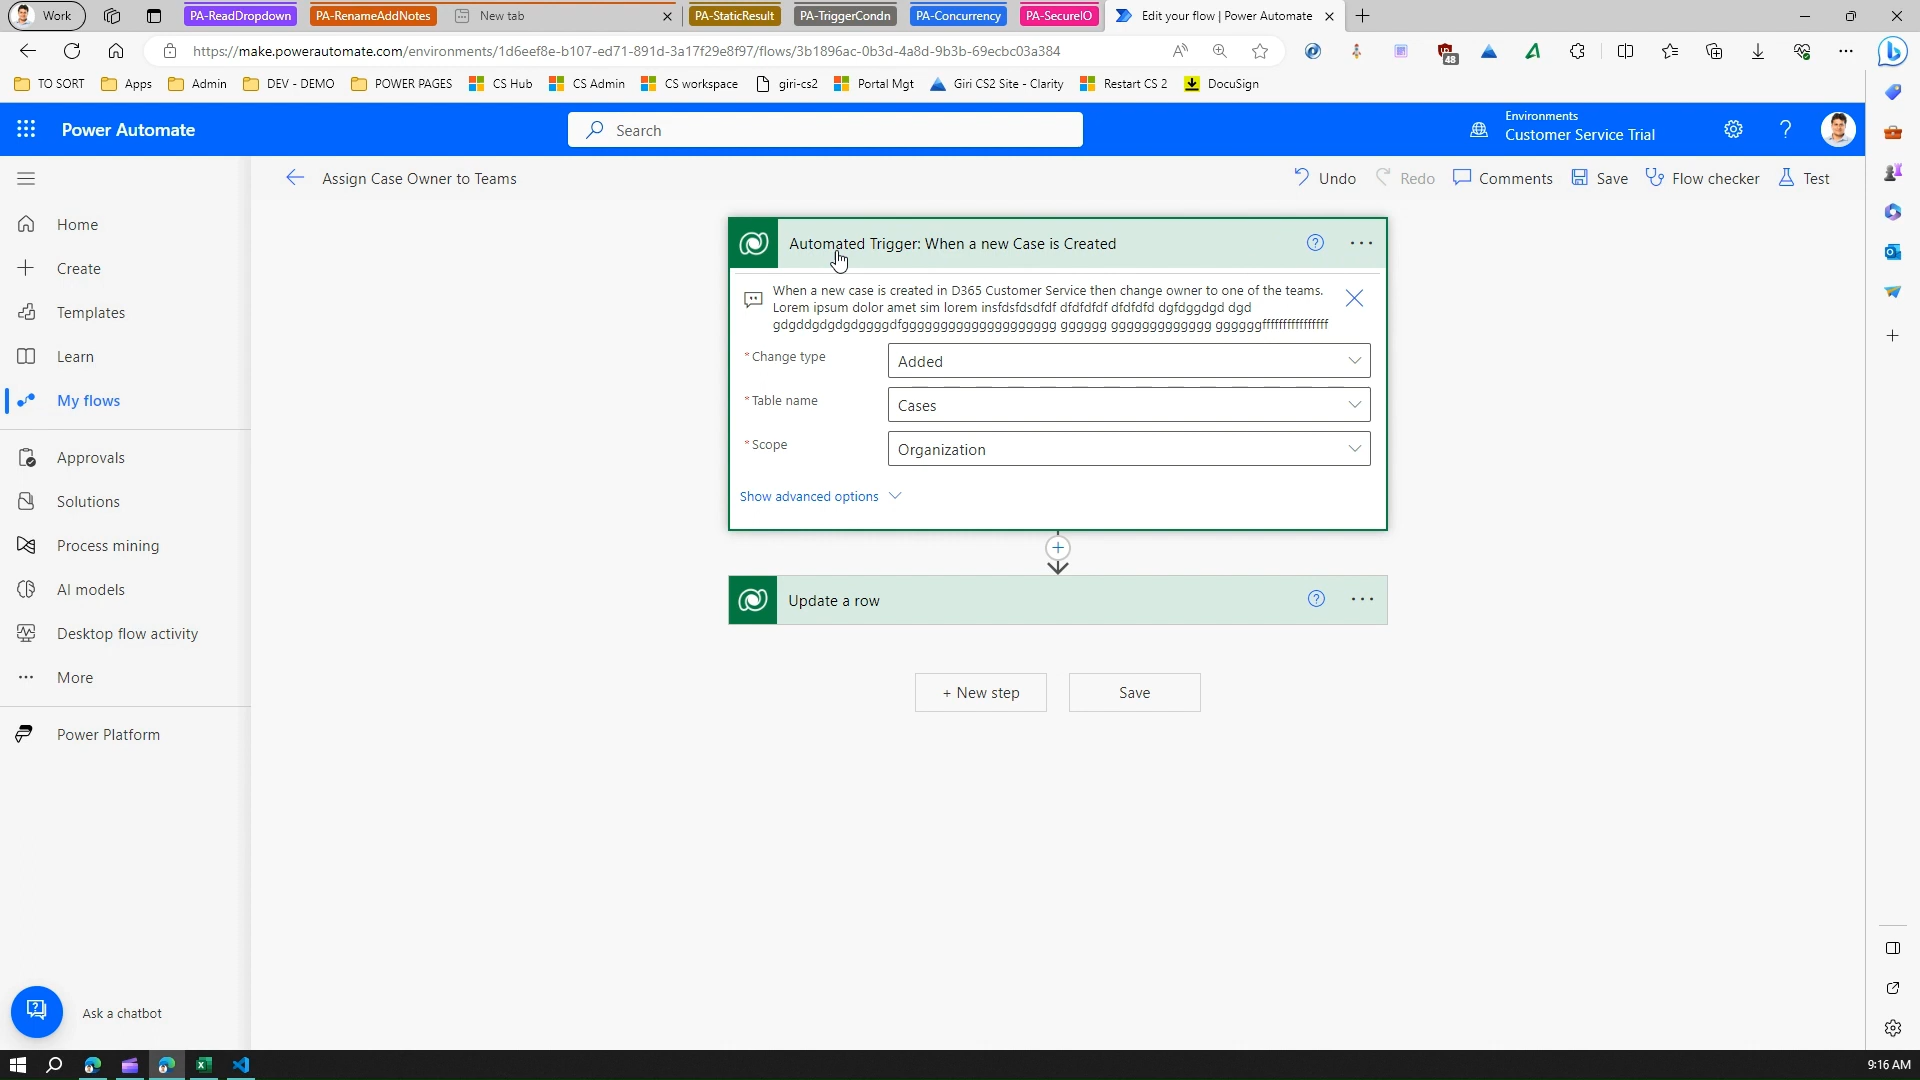 Work
PA-ReadDropdown
PA-RenameAddNotes
New tab
PA-StaticResult
PA-TriggerCondn
PA-Concurrency
PA-SecureIO
Edit your flow | Power Automate
https://make.powerautomate.com/environments/1d6eef8e-b107-ed71-891d-3a17f29e8f97/flows/3b1896ac-0b3d-4a8d-9b3b-69ecbc03a384
48
TO SORT
Apps
Admin
DEV - DEMO
POWER PAGES
CS Hub
CS Admin
CS workspace
giri-cs2
Portal Mgt
Giri CS2 Site - Clarity
Restart CS 2
DocuSign
Power Automate
Search
Environments
Customer Service Trial
Assign Case Owner to Teams
Undo
Redo
Comments
Save
Flow checker
Test
Home
Create
Templates
Learn
My flows
Approvals
Solutions
Process mining
AI models
Desktop flow activity
More
Power Platform
Ask a chatbot
Automated Trigger: When a new Case is Created
When a new case is created in D365 Customer Service then change owner to one of the teams.
Lorem ipsum dolor amet sim lorem insfdsfdsdfdf dfdfdfdf dfdfdfd dgfdggdgd dgd
* Change type
Added
* Table name
Cases
* Scope
Organization
Show advanced options
Update a row
+ New step
Save
9:16 AM